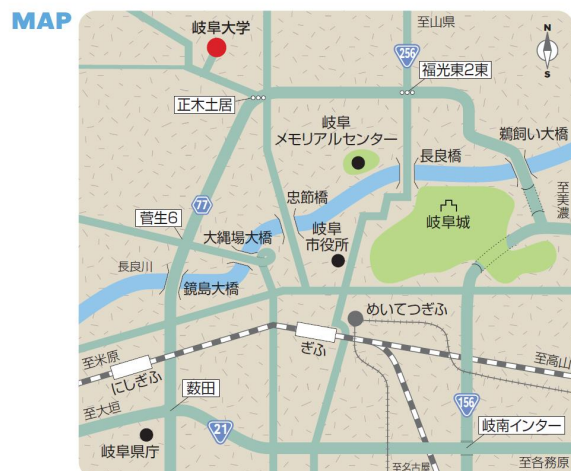 MAP
岐阜大学
至山県
256
N
S
福光東2東
正木土居
岐阜
メモリアルセンター
鵜飼い大橋
長良橋
忠節橋
77
菅生6
至美濃
岐阜城
大縄場大橋
岐阜
市役所
長良川
鏡島大橋
めいてつぎふ
ぎふ
至米原
にしぎふ
至高山
至大垣
薮田
156
21
岐南インター
岐阜県庁
至名古屋
至各務原